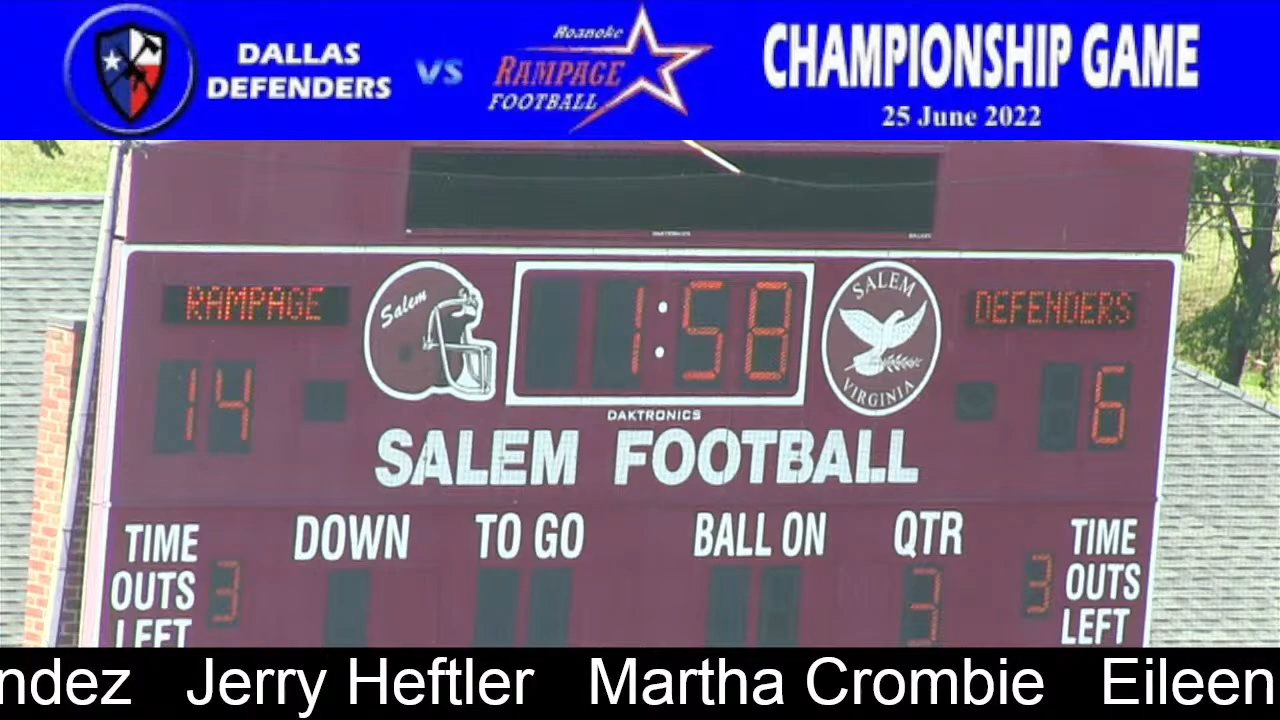 DALLAS
DEFENDERS
VS
Roanoke
RAMPAGE
FOOTBALL
CHAMPIONSHIP GAME
25 June 2022
DAKTRONICS
RAMPAGE
Salem
1:58
SALEM
VIRGINIA
DEFENDERS
14
6
DAKTRONICS
SALEM FOOTBALL
TIME
OUTS
LEFT
3
DOWN
TO GO
BALL ON
QTR
3
3
TIME
OUTS
LEFT
ndez Jerry Heftler Martha Crombie Eileen